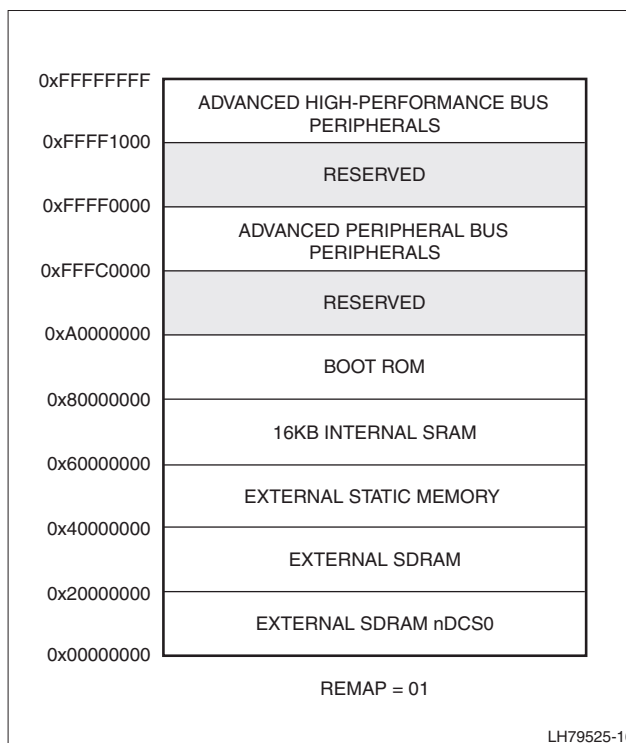 0xFFFFFFFF
ADVANCED HIGH-PERFORMANCE BUS
PERIPHERALS
0xFFFF1000
RESERVED
0xFFFF0000
ADVANCED PERIPHERAL BUS
PERIPHERALS
0xFFFC0000
RESERVED
0xA0000000
BOOT ROM
0x80000000
16KB INTERNAL SRAM
0x60000000
EXTERNAL STATIC MEMORY
0x40000000
EXTERNAL SDRAM
0x20000000
EXTERNAL SDRAM nDCS0
0x00000000
REMAP = 01